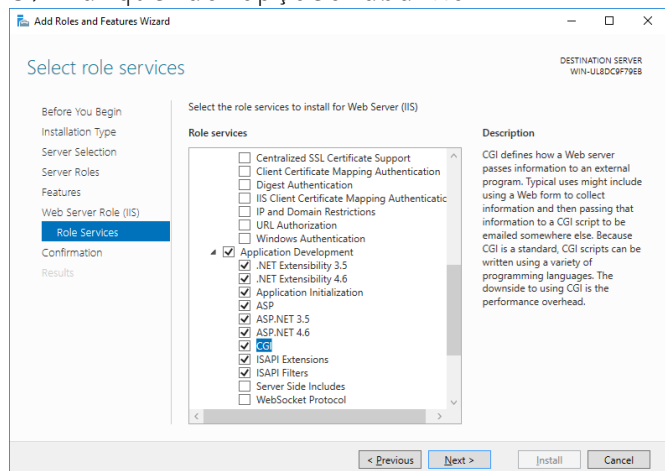 Add Roles and Features Wizard
Select role services
DESTINATION SERVER
WIN-UL8DC9F79EB
Before You Begin
Installation Type
Server Selection
Server Roles
Features
Web Server Role (IIS)
Role Services
Confirmation
Results
Select the role services to install for Web Server (IIS)
Role services
Centralized SSL Certificate Support
Client Certificate Mapping Authentication
Digest Authentication
IIS Client Certificate Mapping Authenticatic
IP and Domain Restrictions
URL Authorization
Windows Authentication
Application Development
.NET Extensibility 3.5
.NET Extensibility 4.6
Application Initialization
ASP
ASP.NET 3.5
ASP.NET 4.6
CGI
ISAPI Extensions
ISAPI Filters
Server Side Includes
WebSocket Protocol
Description
CGI defines how a Web server
passes information to an external
program. Typical uses might include
using a Web form to collect
information and then passing that
information to a CGI script to be
emailed somewhere else. Because
CGI is a standard, CGI scripts can be
written using a variety of
programming languages. The
downside to using CGI is the
performance overhead.
< Previous
Next >
Install
Cancel